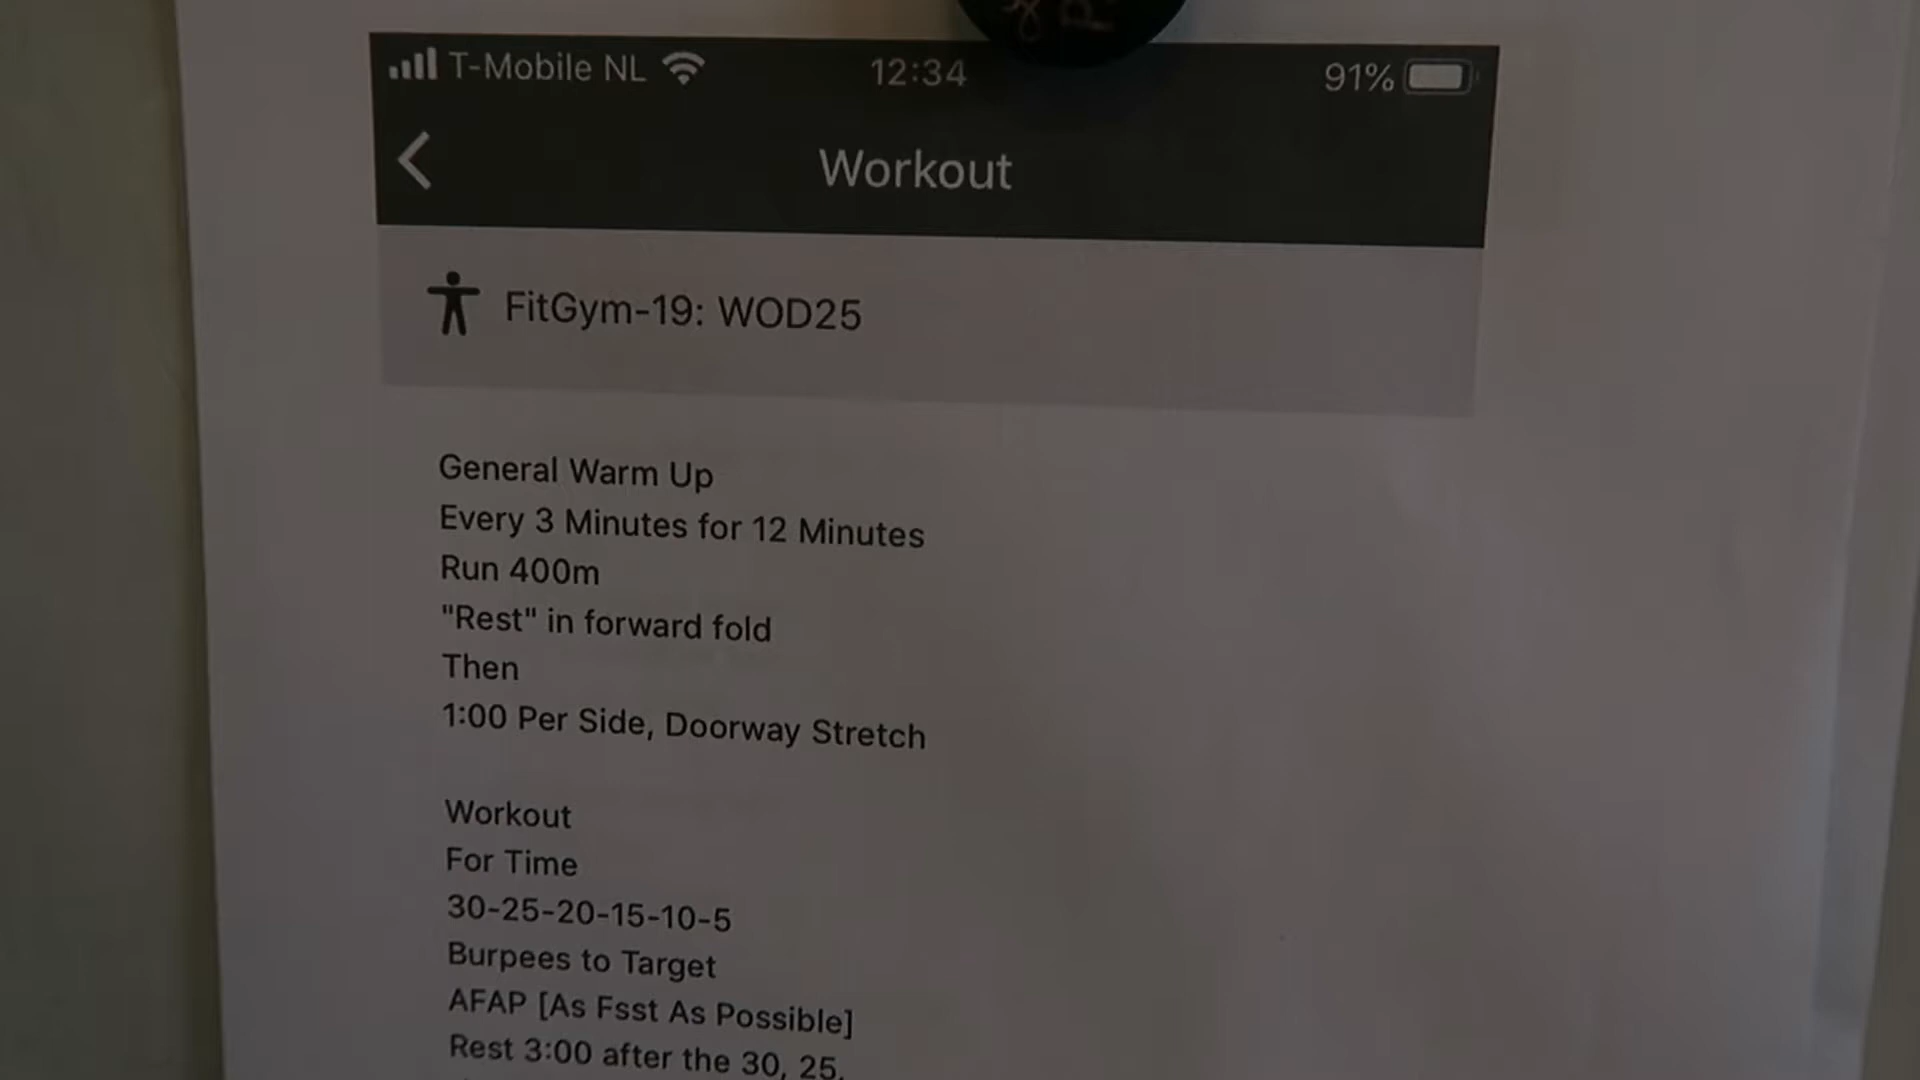 T-Mobile NL 12:34 91%
Workout
FitGym-19: WOD25
General Warm Up
Every 3 Minutes for 12 Minutes
Run 400m
"Rest" in forward fold
Then
1:00 Per Side, Doorway Stretch
Workout
For Time
30-25-20-15-10-5
Burpees to Target
AFAP [As Fsst As Possible]
Rest 3:00 after the 30, 25,